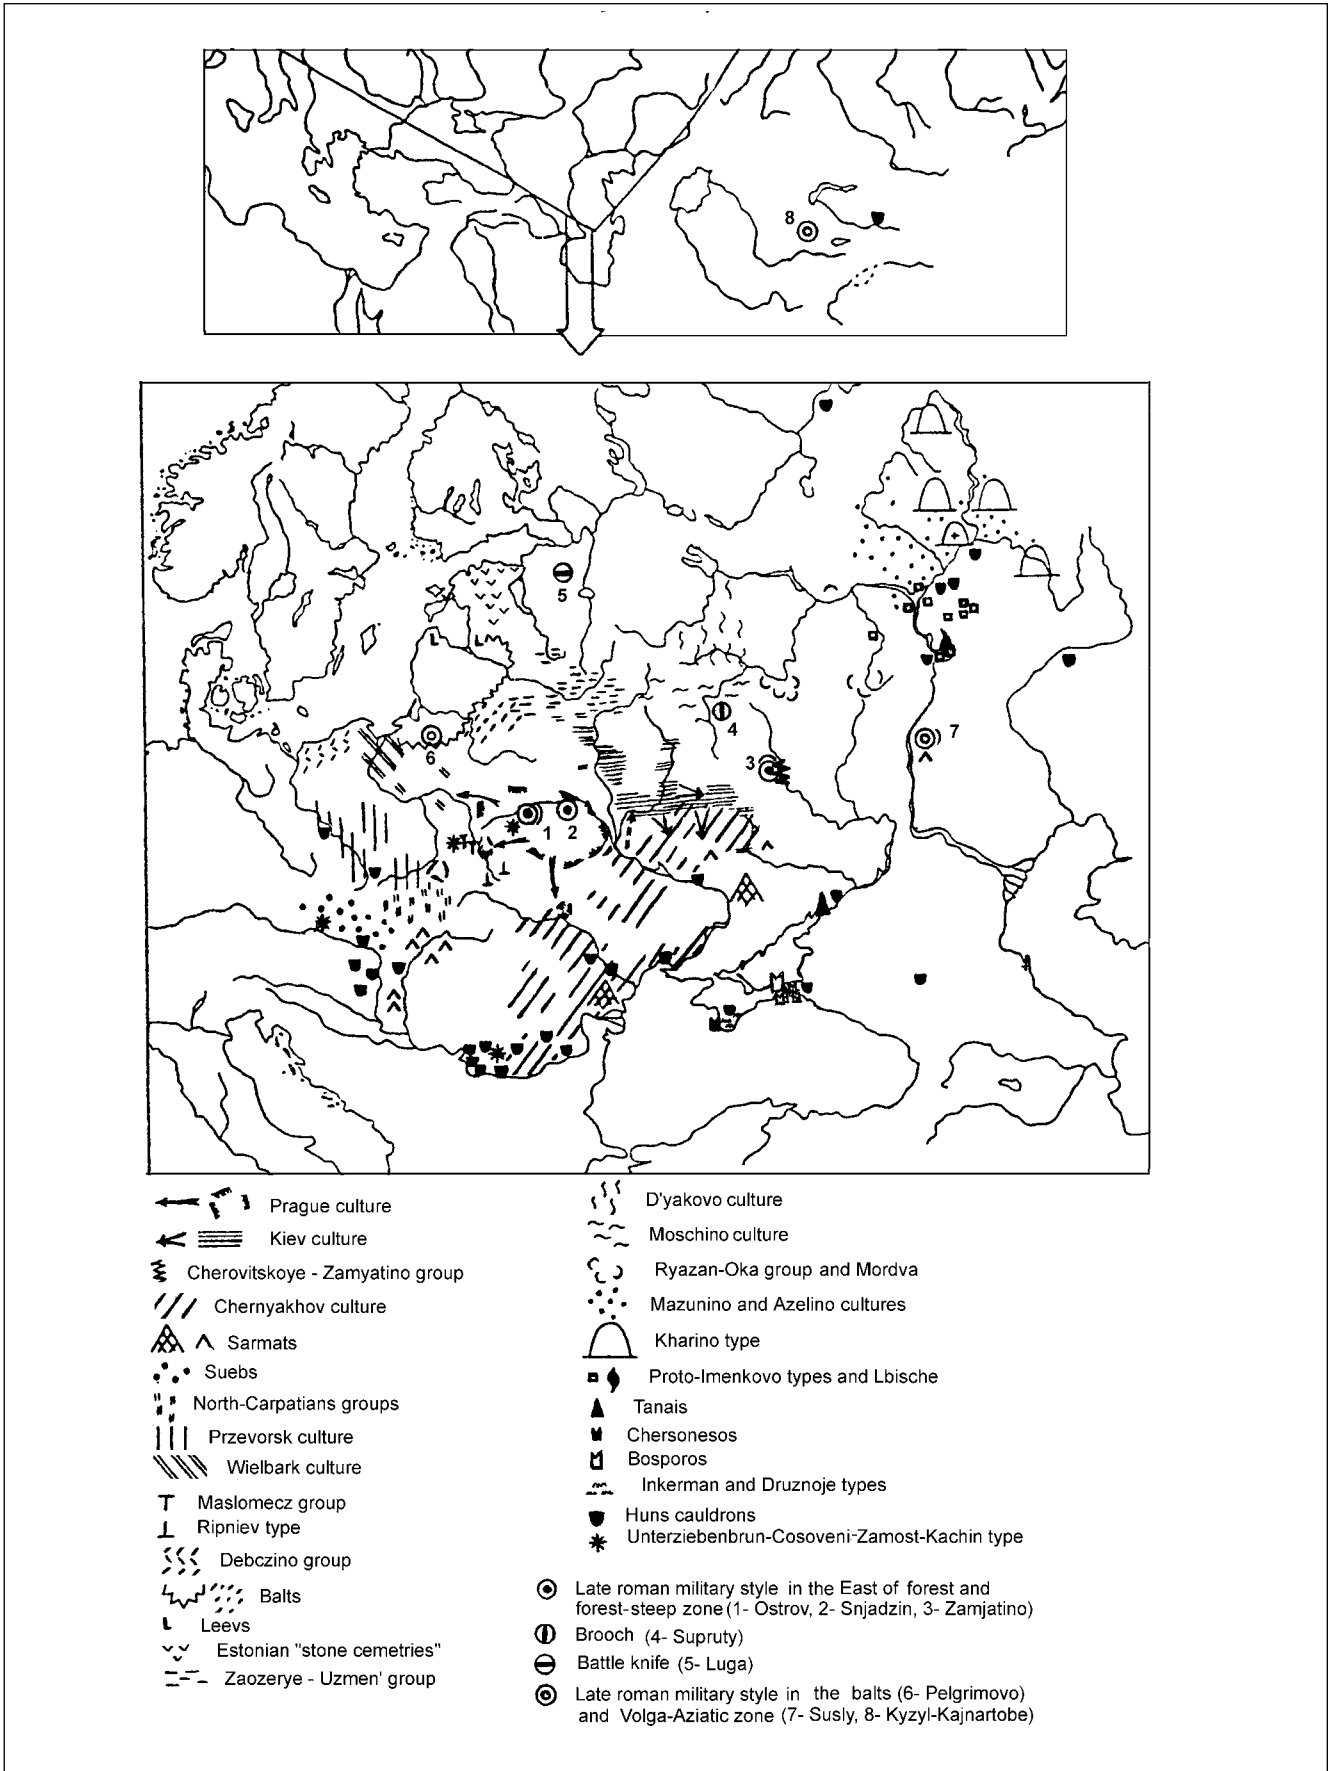 8
5
4
6
3
7
1
2
Prague culture
Kiev culture
Cherovitskoye - Zamyatino group
Chernyakhov culture
Sarmats
Suebs
North-Carpatians groups
Przevorsk culture
Wielbark culture
Maslomecz group
Ripniev type
Debczino group
Balts
Leevs
Estonian "stone cemetries"
Zaozerye - Uzmen' group
D'yakovo culture
Moschino culture
Ryazan-Oka group and Mordva
Mazunino and Azelino cultures
Kharino type
Proto-Imenkovo types and Lbische
Tanais
Chersonesos
Bosporos
Inkerman and Druznoje types
Huns cauldrons
Unterziebenbrun-Cosoveni-Zamost-Kachin type
Late roman military style in the East of forest and
forest-steep zone (1- Ostrov, 2- Snjadzin, 3- Zamjatino)
Brooch (4- Supruty)
Battle knife (5- Luga)
Late roman military style in the balts (6- Pelgrimovo)
and Volga-Aziatic zone (7- Susly, 8- Kyzyl-Kajnartobe)